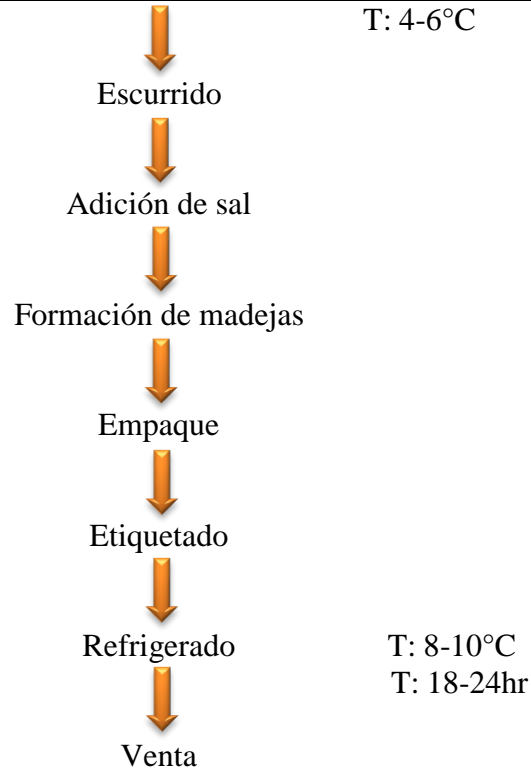 T: 4-6°C
Escurrido
Adición de sal
Formación de madejas
Empaque
Etiquetado
Refrigerado T: 8-10°C
T: 18-24hr
Venta